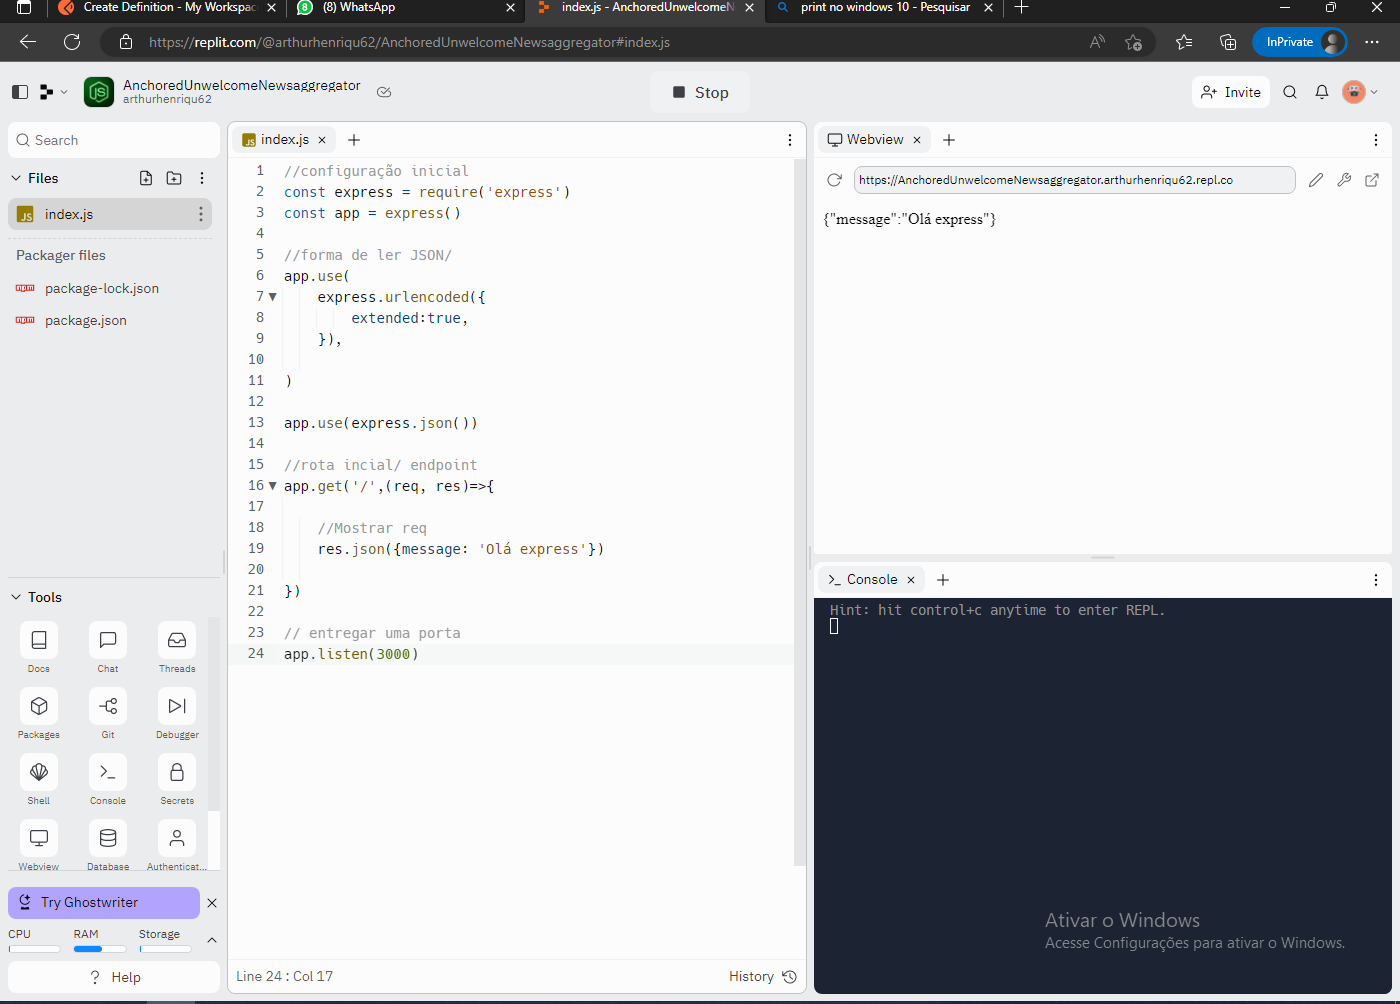 Create Definition - My Workspac
(8) WhatsApp
index.js - AnchoredUnwelcomeN
print no windows 10 - Pesquisar
https://replit.com/@arthurhenriqu62/AnchoredUnwelcomeNewsaggregator#index.js
InPrivate
AnchoredUnwelcomeNewsaggregator
arthurhenriqu62
Stop
Invite
Search
Files
index.js
Packager files
package-lock.json
package.json
Tools
Docs
Chat
Threads
Packages
Git
Debugger
Shell
Console
Secrets
Webview
Database
Authenticat...
Try Ghostwriter
CPU
RAM
Storage
? Help
index.js
1 //configuração inicial
2 const express = require('express')
3 const app = express()
4
5 //forma de ler JSON/
6 app.use(
7 express.urlencoded({
8 extended:true,
9 }),
10
11 )
12
13 app.use(express.json())
14
15 //rota incial/ endpoint
16 app.get('/',(req, res)=>{
17
18 //Mostrar req
19 res.json({message: 'Olá express'})
20
21 })
22
23 // entregar uma porta
24 app.listen(3000)
Line 24 : Col 17
History
Webview
https://AnchoredUnwelcomeNewsaggregator.arthurhenriqu62.repl.co
{"message":"Olá express"}
Console
Hint: hit control+c anytime to enter REPL.
Ativar o Windows
Acesse Configurações para ativar o Windows.